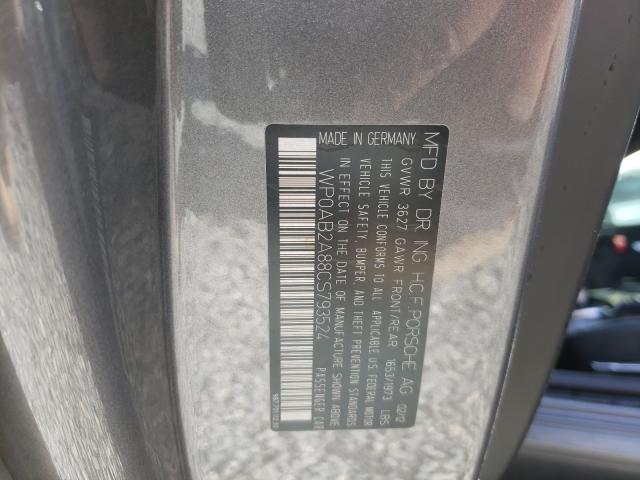 MFD BY DR. ING. H.C.F. PORSCHE AG 02/12
GVWR 3627 GAWR FRONT/REAR 1653/1973 LBS
THIS VEHICLE CONFORMS TO ALL APPLICABLE U.S. FEDERAL MOTOR
VEHICLE SAFETY, BUMPER, AND THEFT PREVENTION STANDARDS
IN EFFECT ON THE DATE OF MANUFACTURE SHOWN ABOVE.
WP0AB2A88CS793524 PASSENGER CAR
MADE IN GERMANY